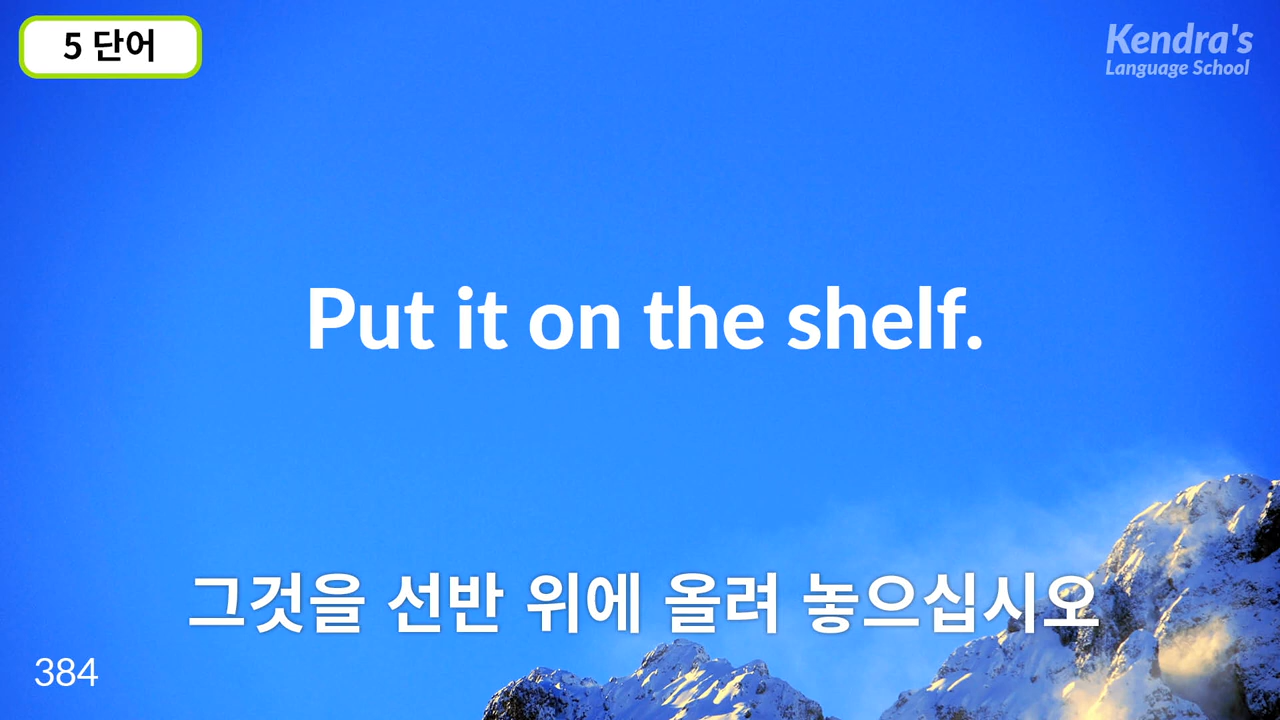 5 단어
Kendra's
Language School
Put it on the shelf.
그것을 선반 위에 올려 놓으십시오
384